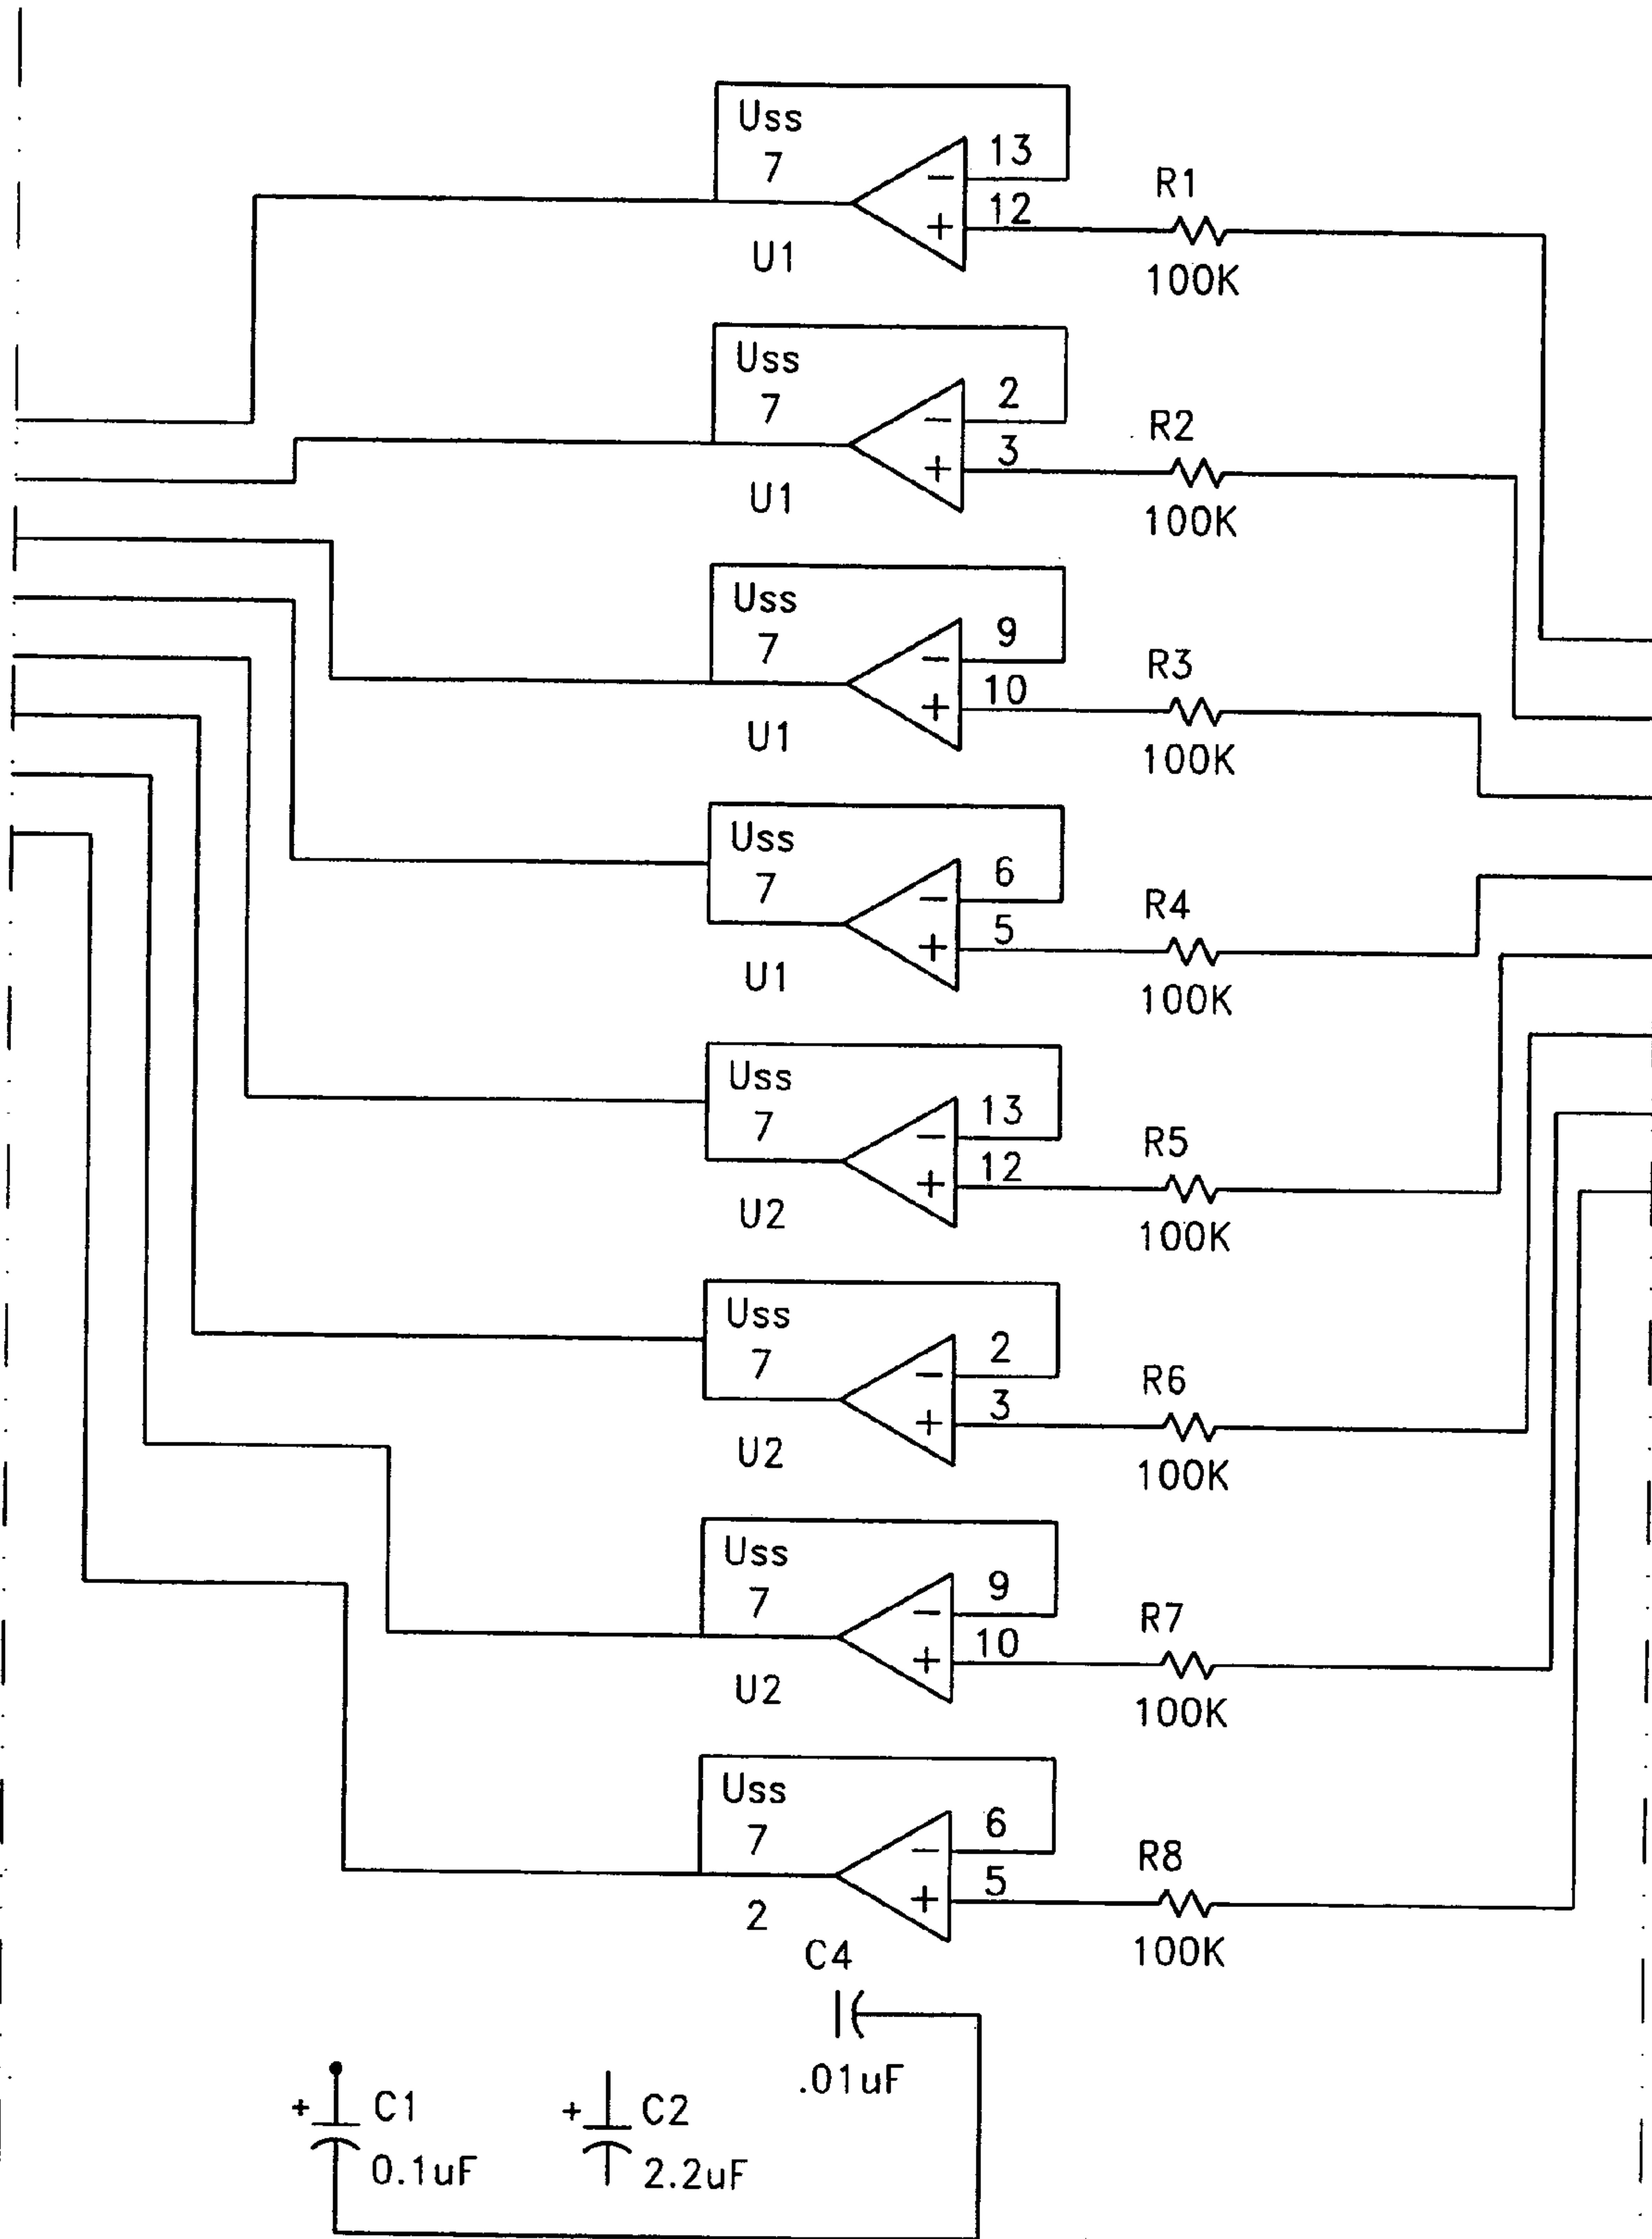 Uss
7
−
13
+
12
U1
R1
100K
Uss
7
−
2
+
3
U1
R2
100K
Uss
7
−
9
+
10
U1
R3
100K
Uss
7
−
6
+
5
U1
R4
100K
Uss
7
−
13
+
12
U2
R5
100K
Uss
7
−
2
+
3
U2
R6
100K
Uss
7
−
9
+
10
U2
R7
100K
Uss
7
−
6
+
5
2
R8
100K
C4
.01uF
+
C1
0.1uF
+
C2
2.2uF